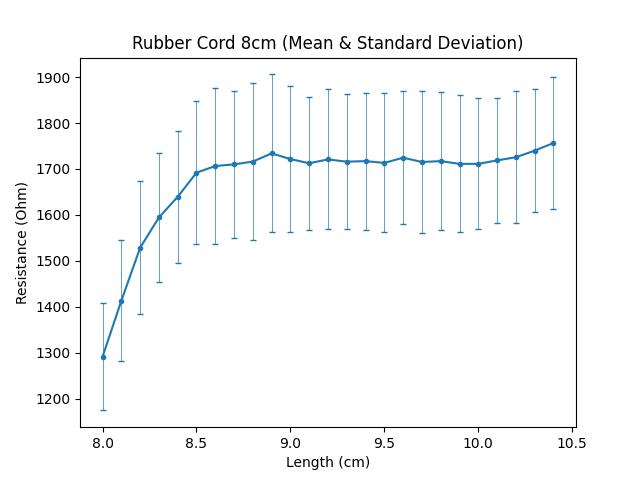 Rubber Cord 8cm (Mean & Standard Deviation)
1900
1800
1700
1600
1500
1400
1300
1200
Resistance (Ohm)
8.0 8.5 9.0 9.5 10.0 10.5
Length (cm)